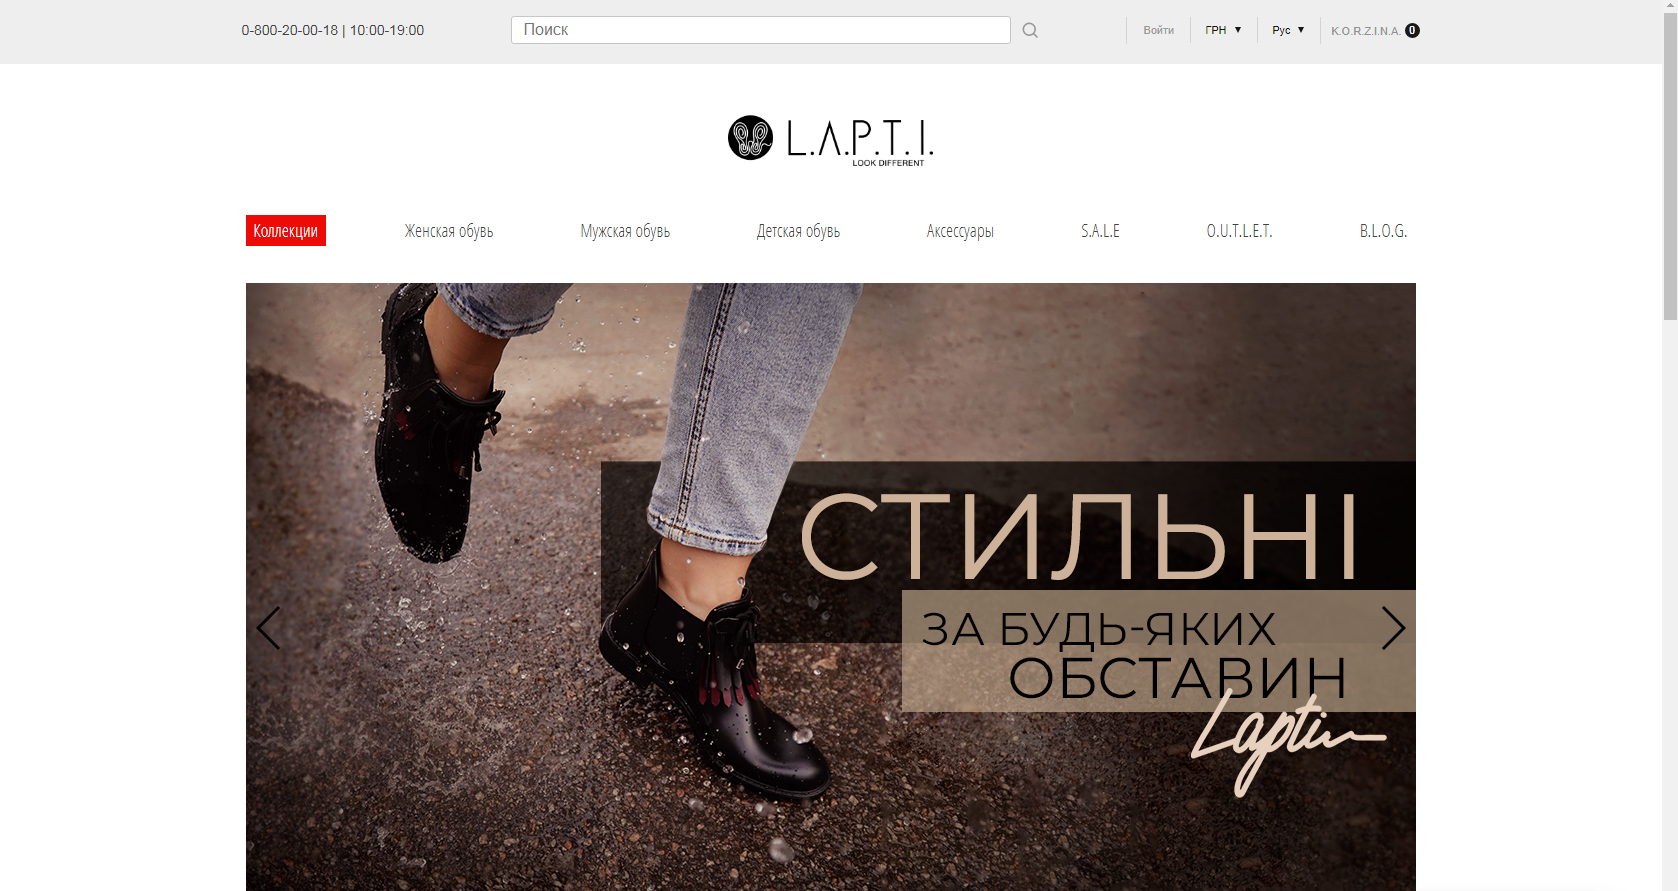 0-800-20-00-18 | 10:00-19:00
Поиск
Войти
ГРН ▼
Рус ▼
K.O.R.Z.I.N.A. 0
L.A.P.T.I.
LOOK DIFFERENT
Коллекции
Женская обувь
Мужская обувь
Детская обувь
Аксессуары
S.A.L.E
O.U.T.L.E.T.
B.L.O.G.
СТИЛЬНІ
ЗА БУДЬ-ЯКИХ
ОБСТАВИН
Lapti